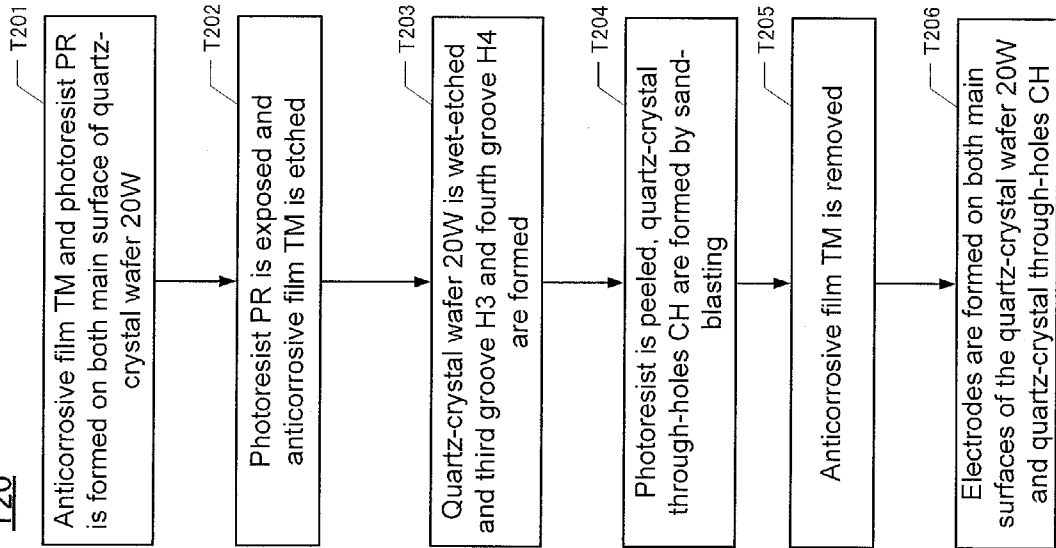 T20
T201
Anticorrosive film TM and photoresist PR
is formed on both main surface of quartz-
crystal wafer 20W
T202
Photoresist PR is exposed and
anticorrosive film TM is etched
T203
Quartz-crystal wafer 20W is wet-etched
and third groove H3 and fourth groove H4
are formed
T204
Photoresist is peeled, quartz-crystal
through-holes CH are formed by sand-
blasting
T205
Anticorrosive film TM is removed
T206
Electrodes are formed on both main
surfaces of the quartz-crystal wafer 20W
and quartz-crystal through-holes CH